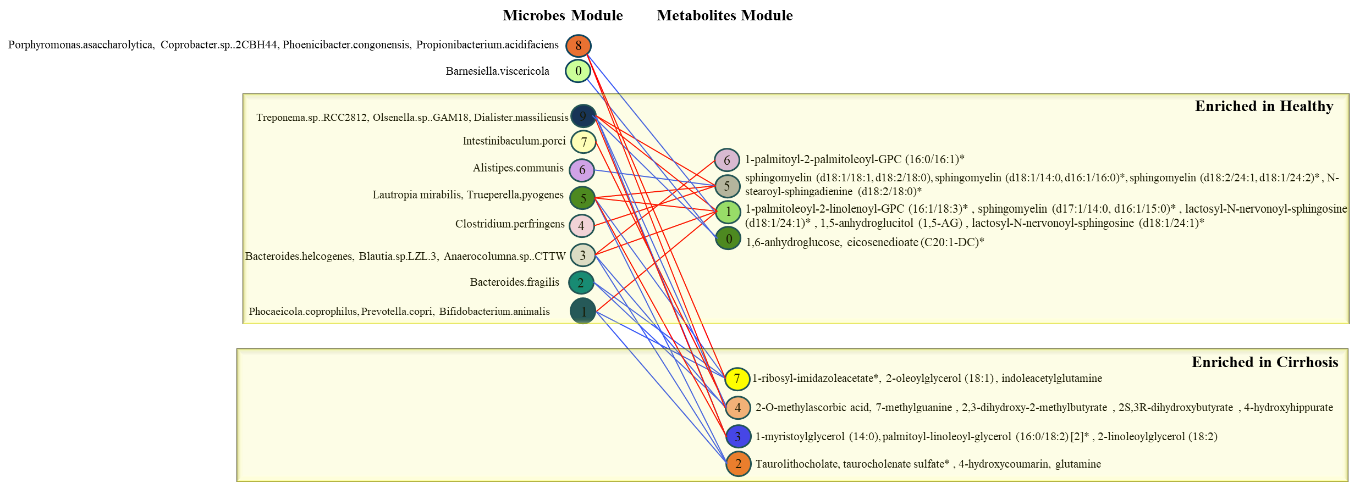 Microbes Module Metabolites Module
Porphyromonas.asaccharolytica, Coprobacter.sp..2CBH44, Phoenicibacter.congonensis, Propionibacterium.acidifaciens 8
Barnesiella.viscericola 0
Enriched in Healthy
Treponema.sp..RCC2812, Olsenella.sp..GAM18, Dialister.massiliensis 9
Intestinibaculum.porci 7
Alistipes.communis 6
Lautropia mirabilis, Trueperella,pyogenes 5
Clostridium.perfringens 4
Bacteroides.helcogenes, Blautia.sp.LZL.3, Anaerocolumna.sp..CTTW 3
Bacteroides.fragilis 2
Phocaeicola.coprophilus, Prevotella.copri, Bifidobacterium.animalis 1
6 1-palmitoyl-2-palmitoleoyl-GPC (16:0/16:1)*
5 sphingomyelin (d18:1/18:1, d18:2/18:0), sphingomyelin (d18:1/14:0, d16:1/16:0)*, sphingomyelin (d18:2/24:1, d18:1/24:2)* , N-
stearoyl-sphingadienine (d18:2/18:0)*
1 1-palmitoleoyl-2-linolenoyl-GPC (16:1/18:3)* , sphingomyelin (d17:1/14:0, d16:1/15:0)* , lactosyl-N-nervonoyl-sphingosine
(d18:1/24:1)* , 1,5-anhydroglucitol (1,5-AG) , lactosyl-N-nervonoyl-sphingosine (d18:1/24:1)*
0 1,6-anhydroglucose, eicosenedioate (C20:1-DC)*
Enriched in Cirrhosis
7 1-ribosyl-imidazoleacetate*, 2-oleoylglycerol (18:1), indoleacetylglutamine
4 2-O-methylascorbic acid, 7-methylguanine , 2,3-dihydroxy-2-methylbutyrate , 2S,3R-dihydroxybutyrate , 4-hydroxyhippurate
3 1-myristoylglycerol (14:0), palmitoyl-linoleoyl-glycerol (16:0/18:2) [2]* , 2-linoleoylglycerol (18:2)
2 Taurolithocholate, taurocholenate sulfate* , 4-hydroxycoumarin, glutamine